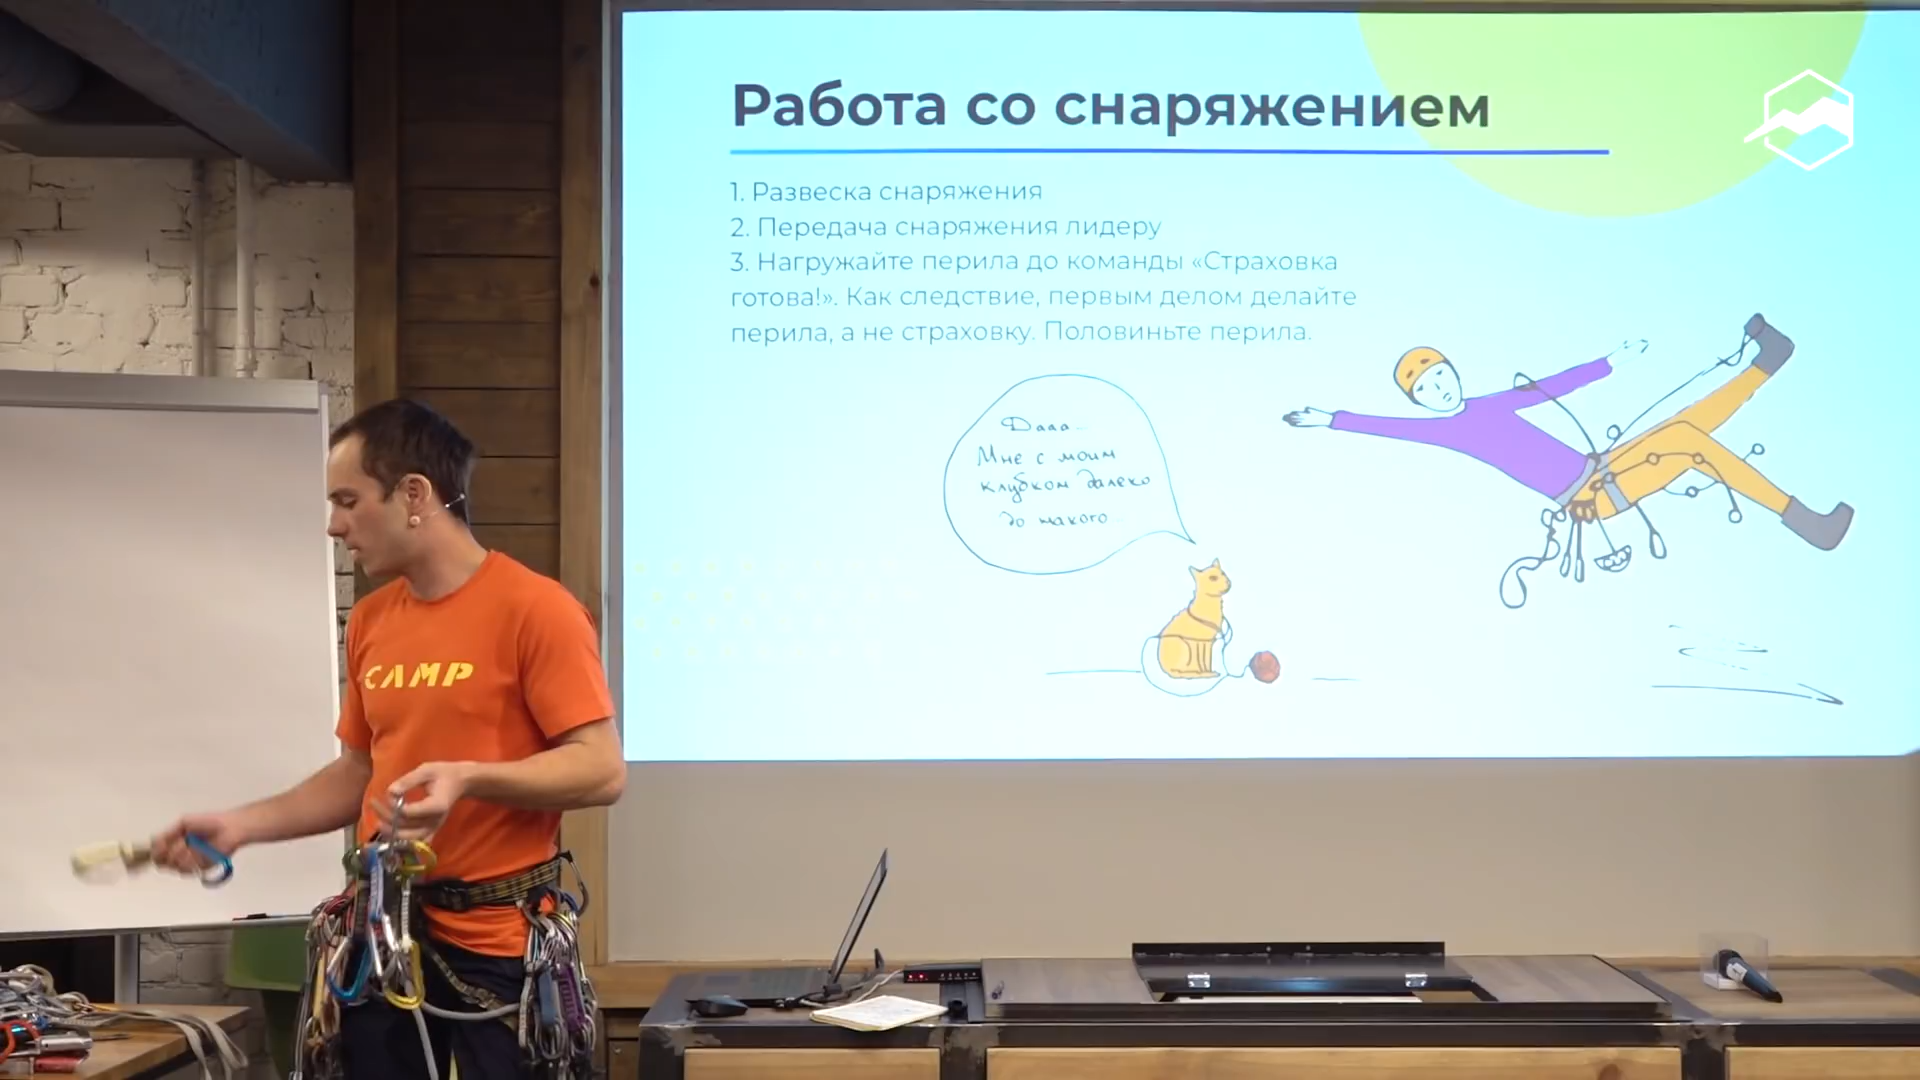 Работа со снаряжением
1. Развеска снаряжения
2. Передача снаряжения лидеру
3. Нагружайте перила до команды «Страховка
готова!». Как следствие, первым делом делайте
перила, а не страховку. Половиньте перила.
Дааа...
Мне с моим
клубком далеко
до такого...
CAMP